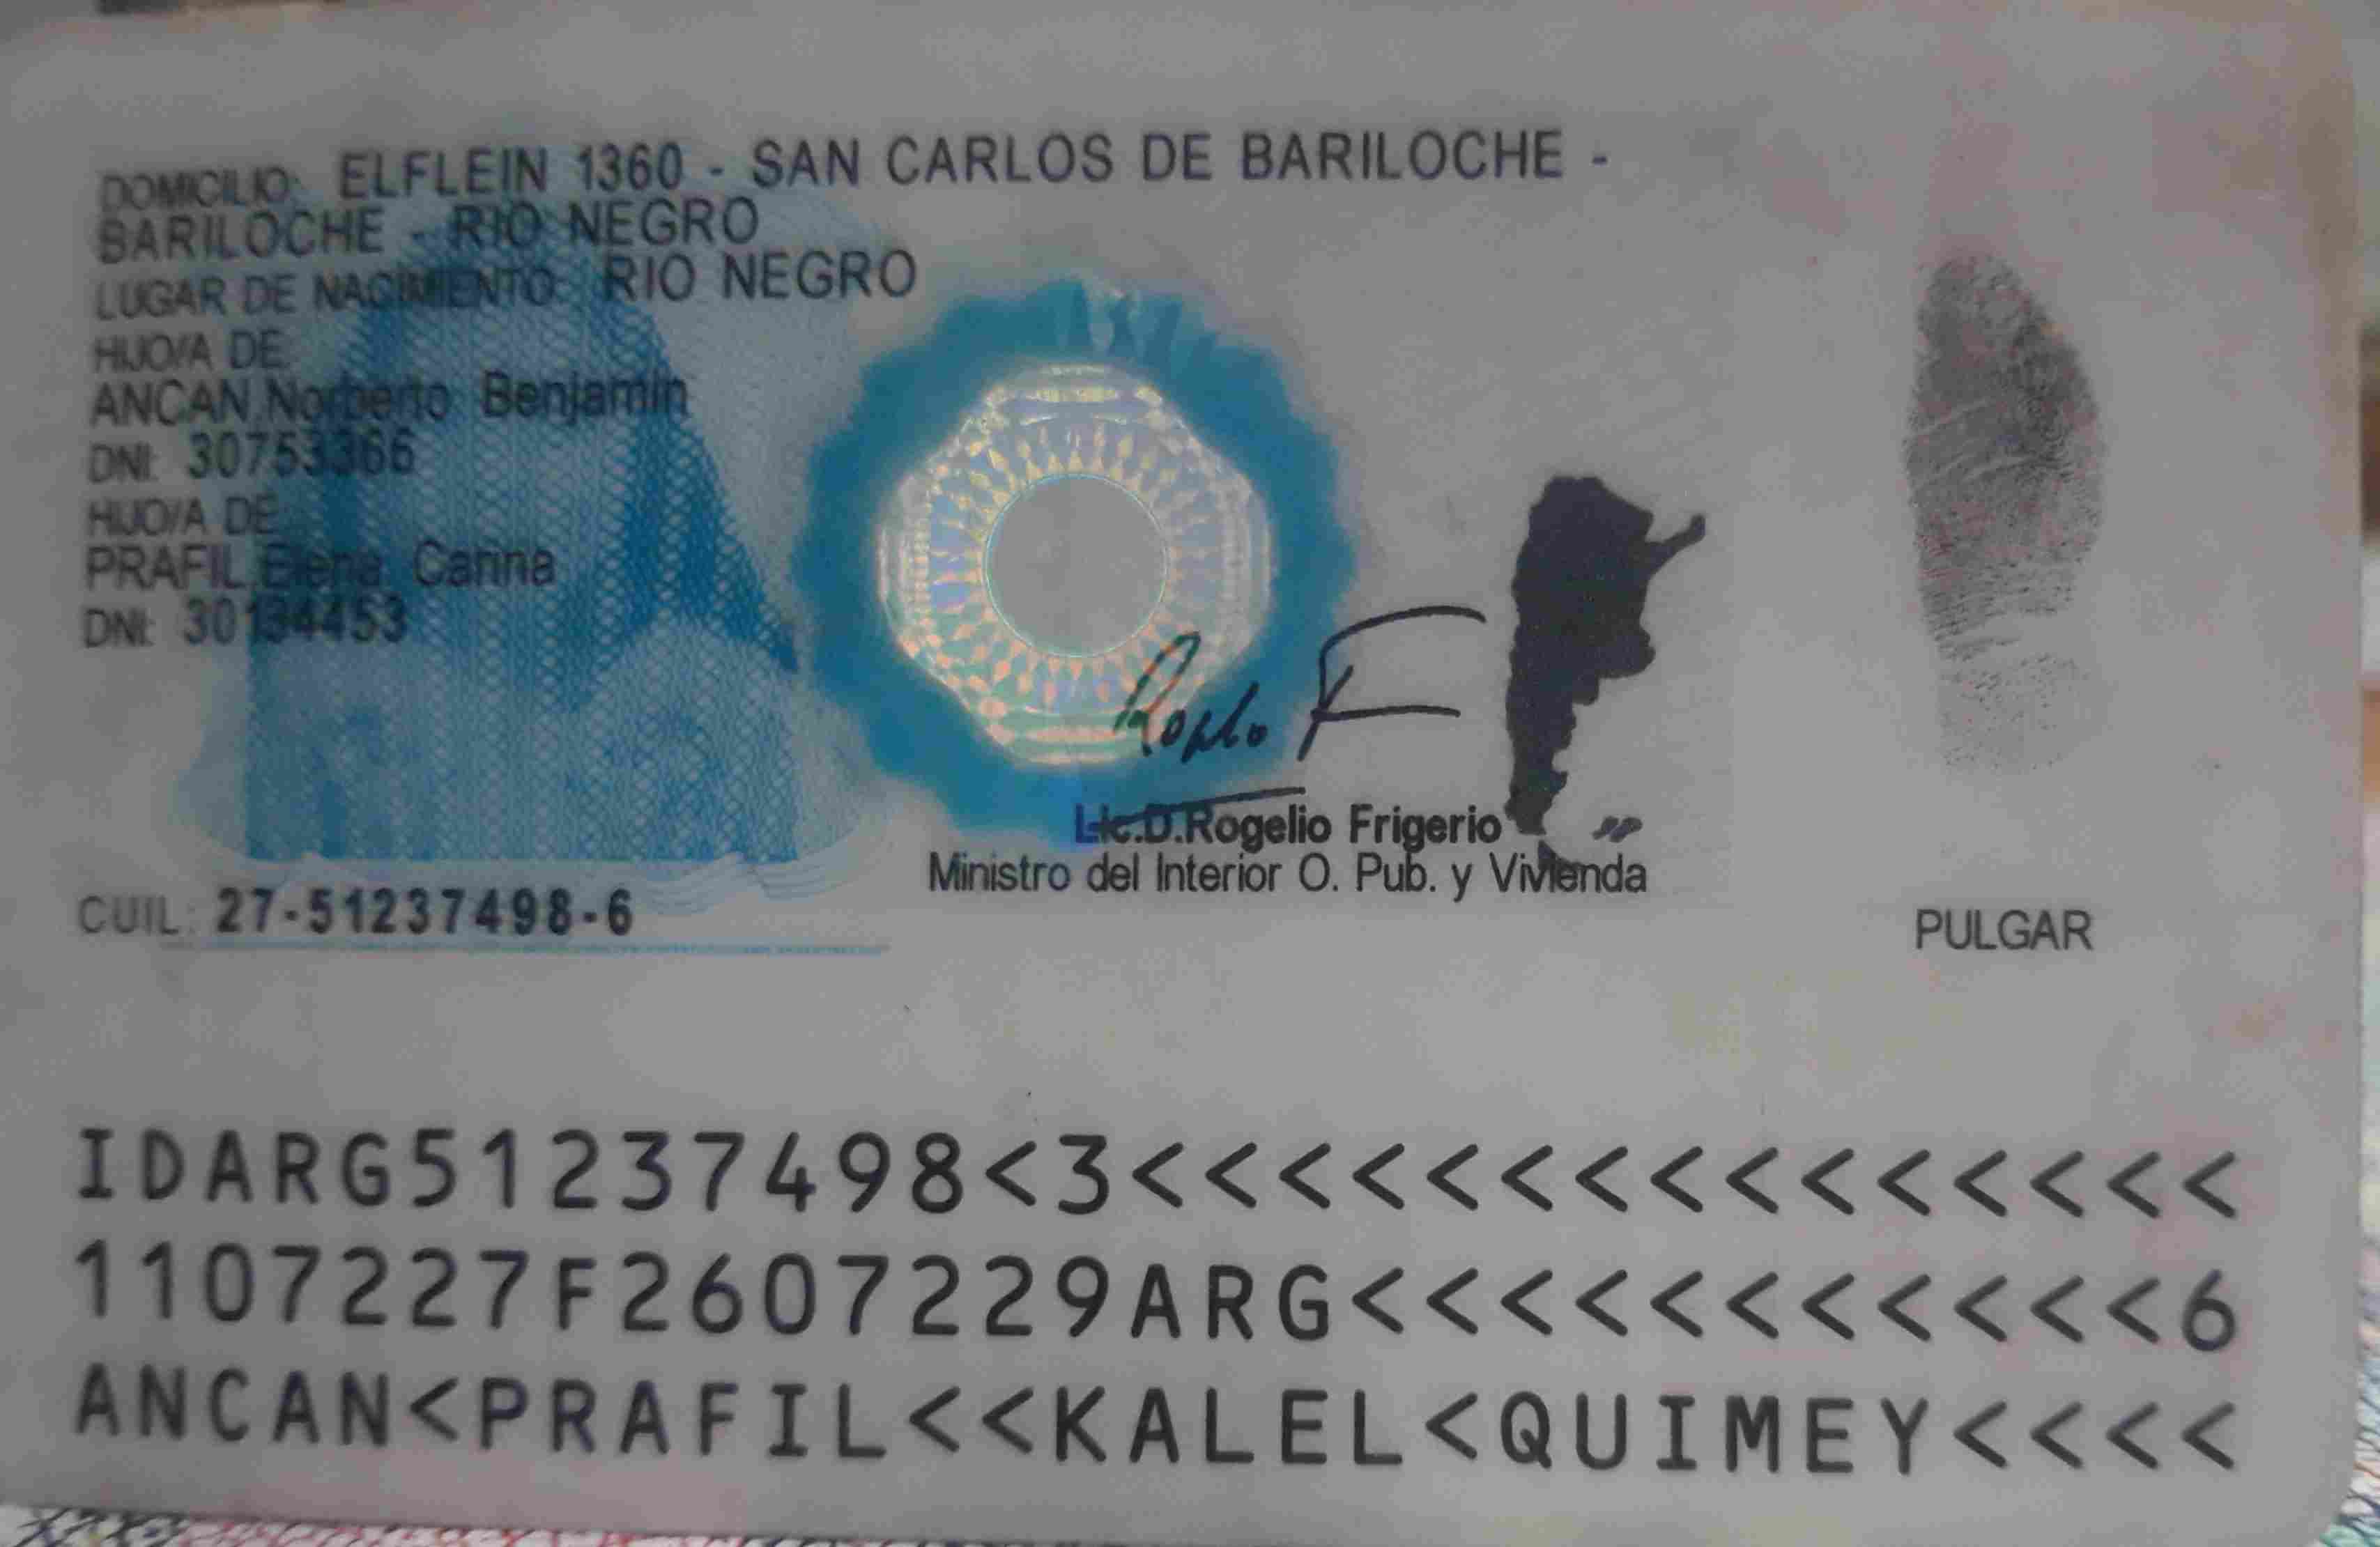 DOMICILIO: ELFLEIN 1360 - SAN CARLOS DE BARILOCHE -
BARILOCHE - RIO NEGRO
LUGAR DE NACIMIENTO: RIO NEGRO
HIJO/A DE:
ANCAN, Norberto Benjamin
DNI: 30753366
HIJO/A DE
PRAFIL, Elena Carina
DNI: 30134453
Lic.D.Rogelio Frigerio
Ministro del Interior O. Pub. y Vivienda
CUIL: 27-51237498-6
PULGAR
IDARG51237498<3<<<<<<<<<<<<<<<
1107227F2607229ARG<<<<<<<<<<<6
ANCAN<PRAFIL<<KALEL<QUIMEY<<<<